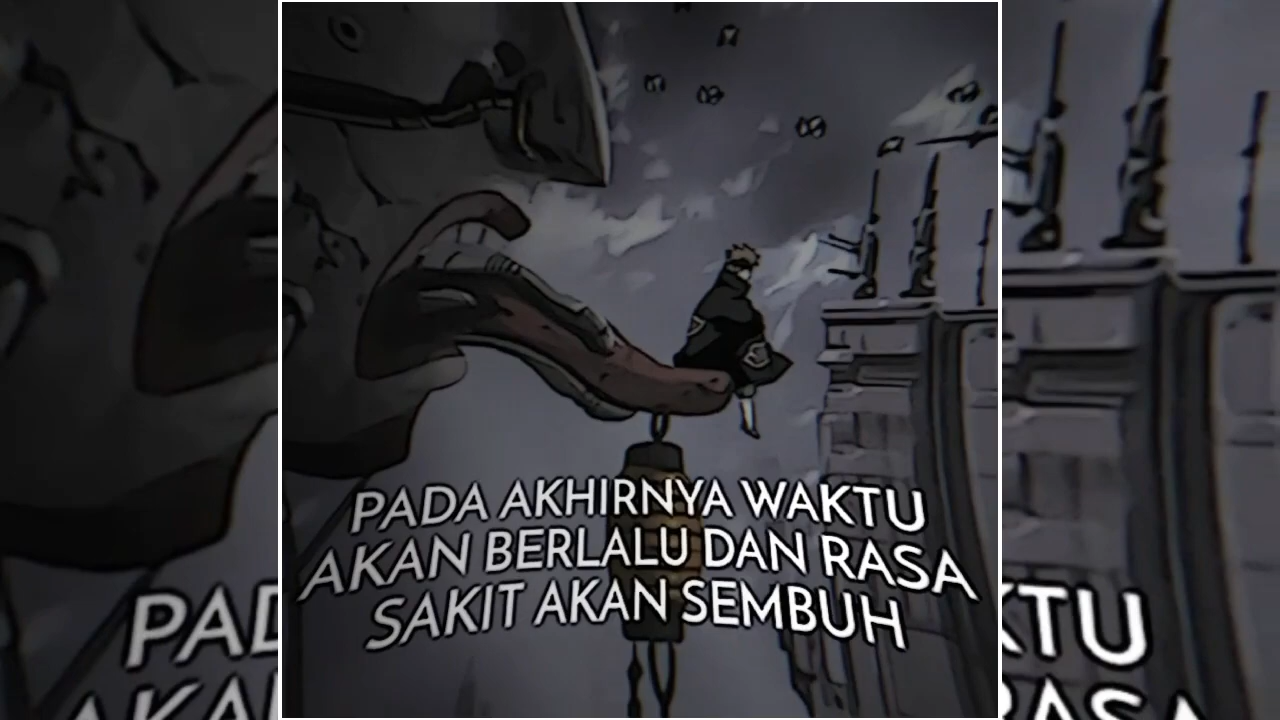 PADA AKHIRNYA WAKTU
AKAN BERLALU DAN RASA
SAKIT AKAN SEMBUH